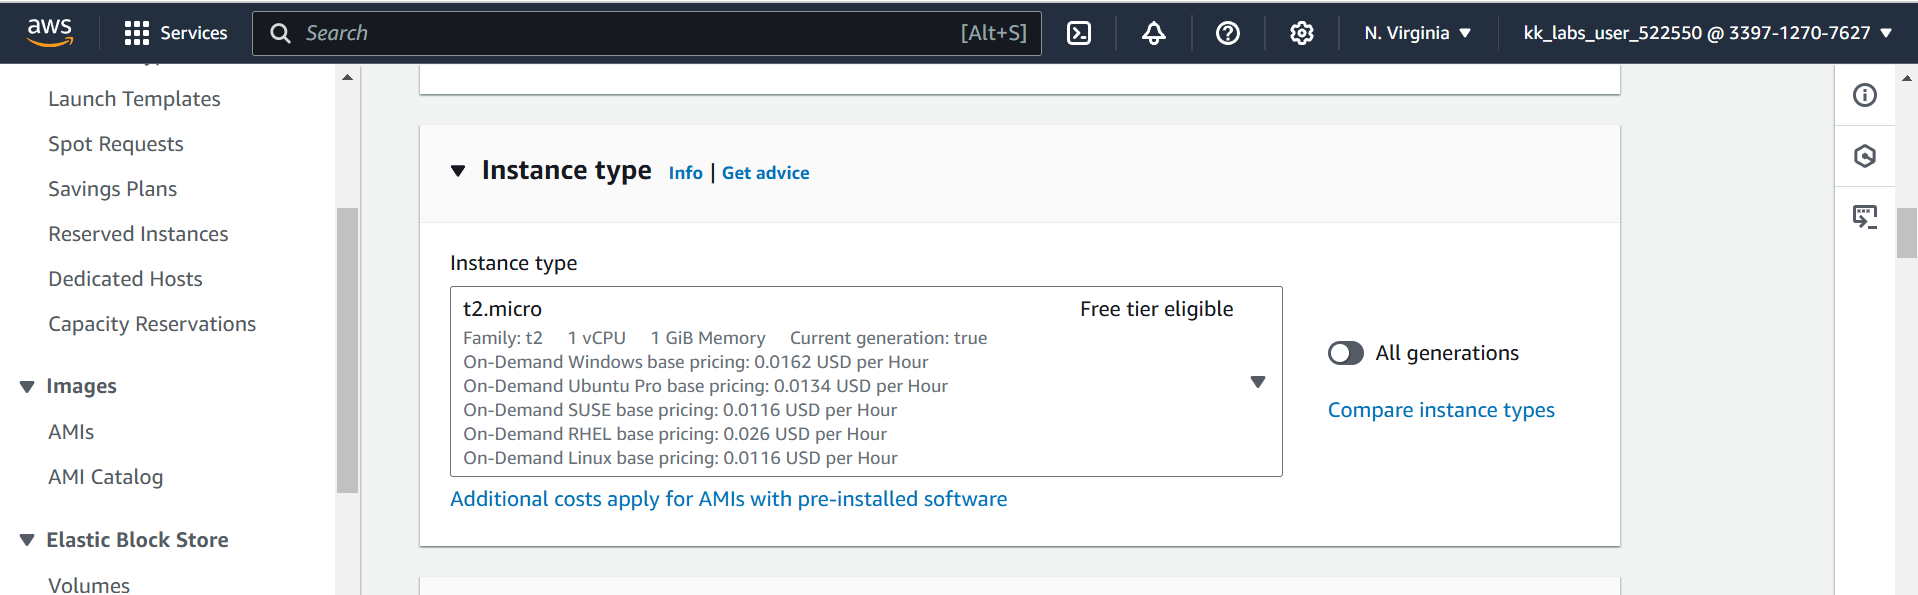 aws Services Search [Alt+S] N. Virginia kk_labs_user_522550 @ 3397-1270-7627
Launch Templates
Spot Requests
Savings Plans
Reserved Instances
Dedicated Hosts
Capacity Reservations
Images
AMIs
AMI Catalog
Elastic Block Store
Volumes
Instance type Info | Get advice
Instance type
t2.micro Free tier eligible
Family: t2 1 vCPU 1 GiB Memory Current generation: true
On-Demand Windows base pricing: 0.0162 USD per Hour
On-Demand Ubuntu Pro base pricing: 0.0134 USD per Hour
On-Demand SUSE base pricing: 0.0116 USD per Hour
On-Demand RHEL base pricing: 0.026 USD per Hour
On-Demand Linux base pricing: 0.0116 USD per Hour
All generations
Compare instance types
Additional costs apply for AMIs with pre-installed software